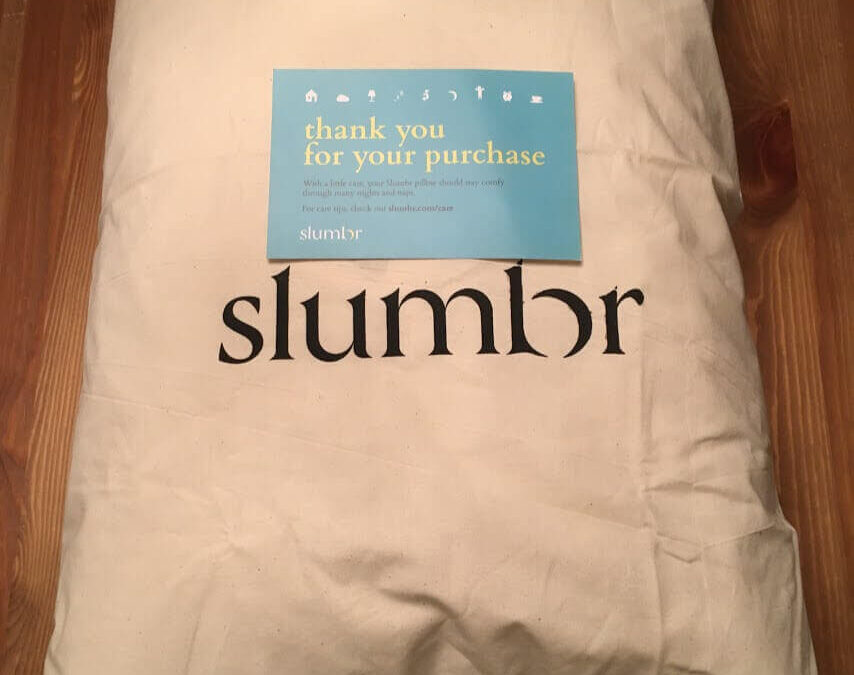 thank you
for your purchase
With a little care, your Slumbr pillow should stay comfy
through many nights and naps.
For care tips, check out slumbr.com/care
slumbr
slumbr